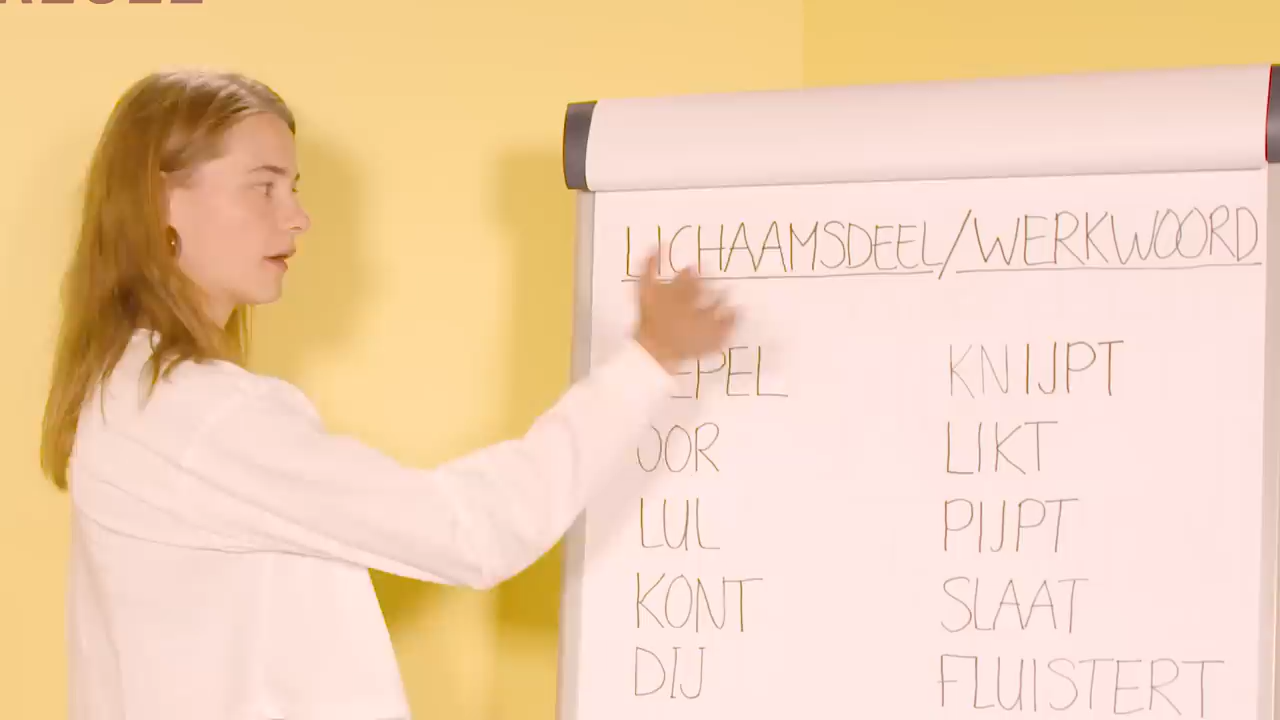 LICHAAMSDEEL/WERKWOORD
KNIJPT
OOR LIKT
LUL PIJPT
KONT SLAAT
DIJ FLUISTERT